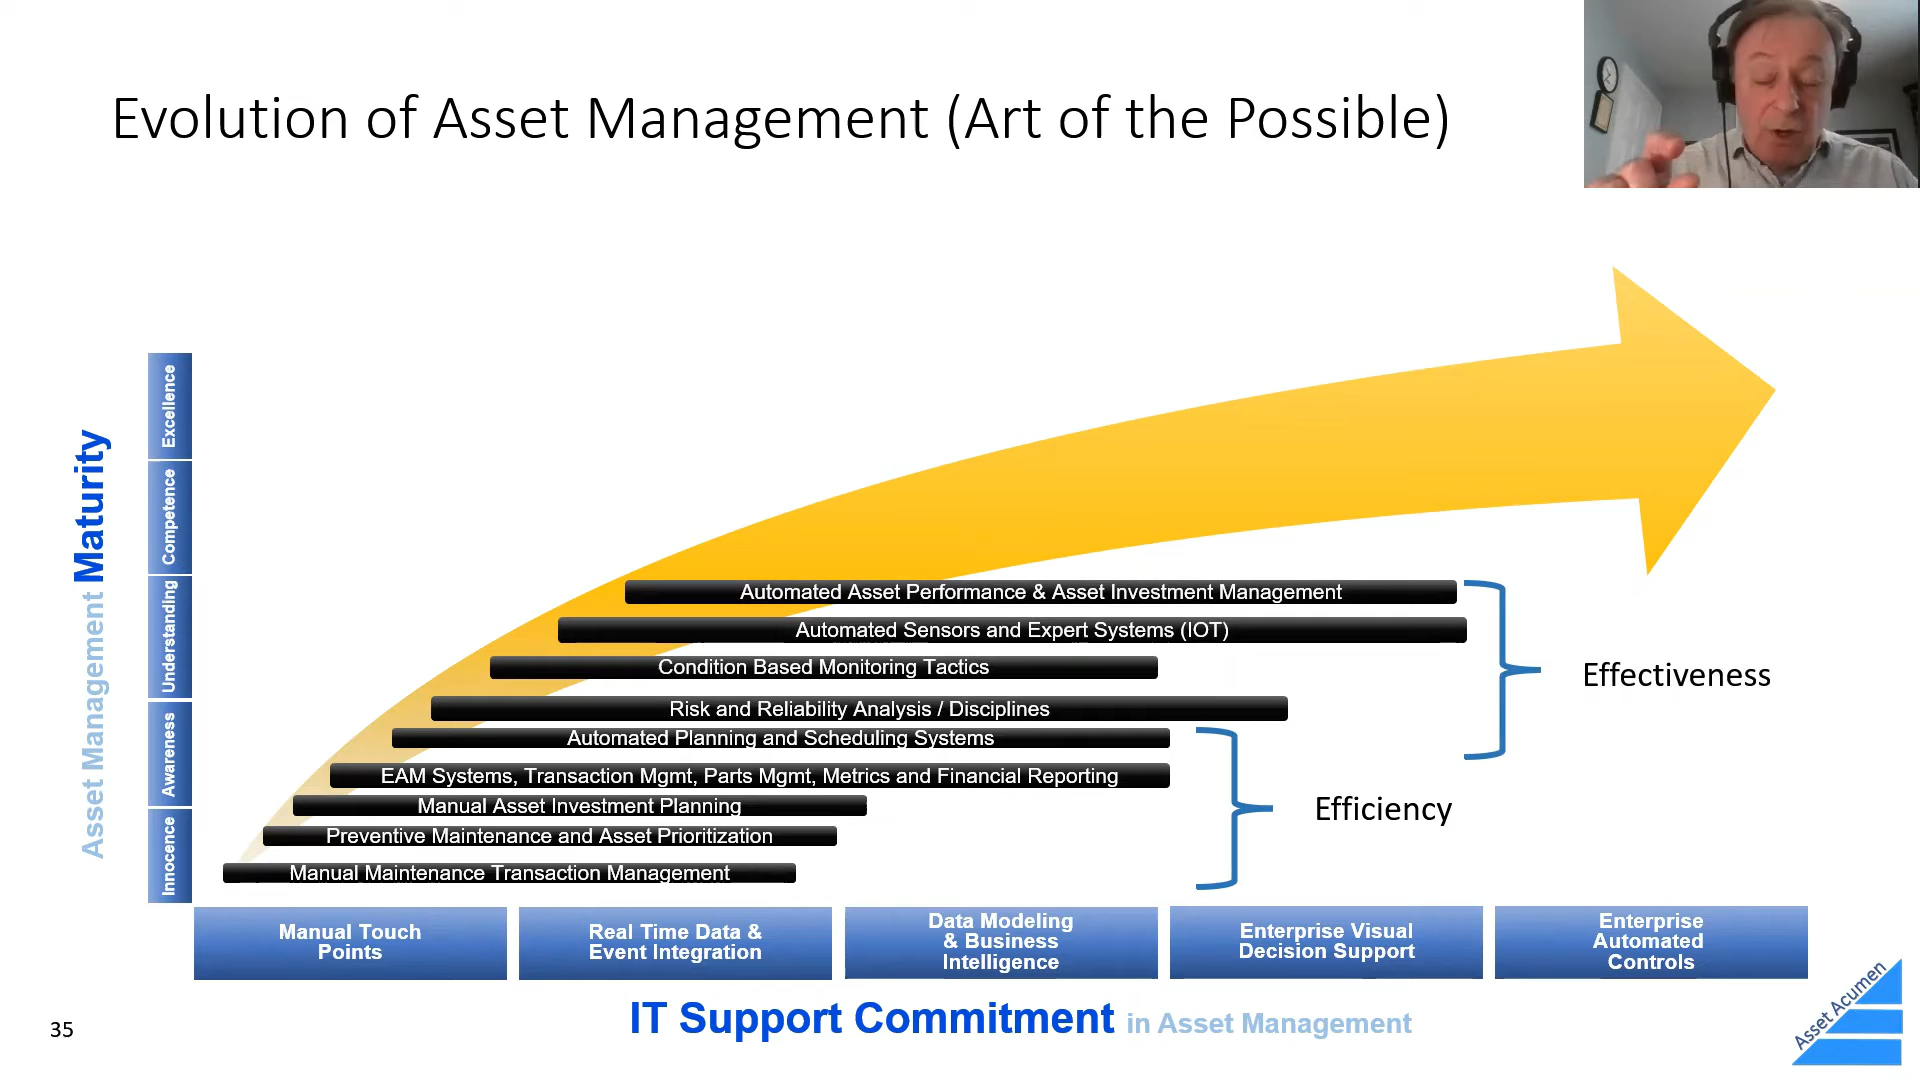 Evolution of Asset Management (Art of the Possible)
Asset Management Maturity
Excellence
Competence
Understanding
Awareness
Innocence
Automated Asset Performance & Asset Investment Management
Automated Sensors and Expert Systems (IOT)
Condition Based Monitoring Tactics
Risk and Reliability Analysis / Disciplines
Automated Planning and Scheduling Systems
EAM Systems, Transaction Mgmt, Parts Mgmt, Metrics and Financial Reporting
Manual Asset Investment Planning
Preventive Maintenance and Asset Prioritization
Manual Maintenance Transaction Management
Effectiveness
Efficiency
Manual Touch
Points
Real Time Data &
Event Integration
Data Modeling
& Business
Intelligence
Enterprise Visual
Decision Support
Enterprise
Automated
Controls
IT Support Commitment in Asset Management
35
Asset Acumen